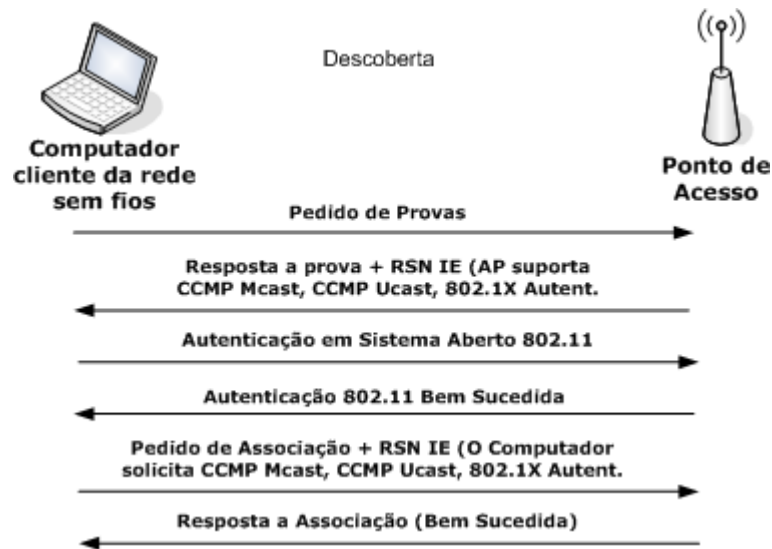 Descoberta
Computador
cliente da rede
sem fios
Ponto de
Acesso
Pedido de Provas
Resposta a prova + RSN IE (AP suporta
CCMP Mcast, CCMP Ucast, 802.1X Autent.
Autenticação em Sistema Aberto 802.11
Autenticação 802.11 Bem Sucedida
Pedido de Associação + RSN IE (O Computador
solicita CCMP Mcast, CCMP Ucast, 802.1X Autent.
Resposta a Associação (Bem Sucedida)